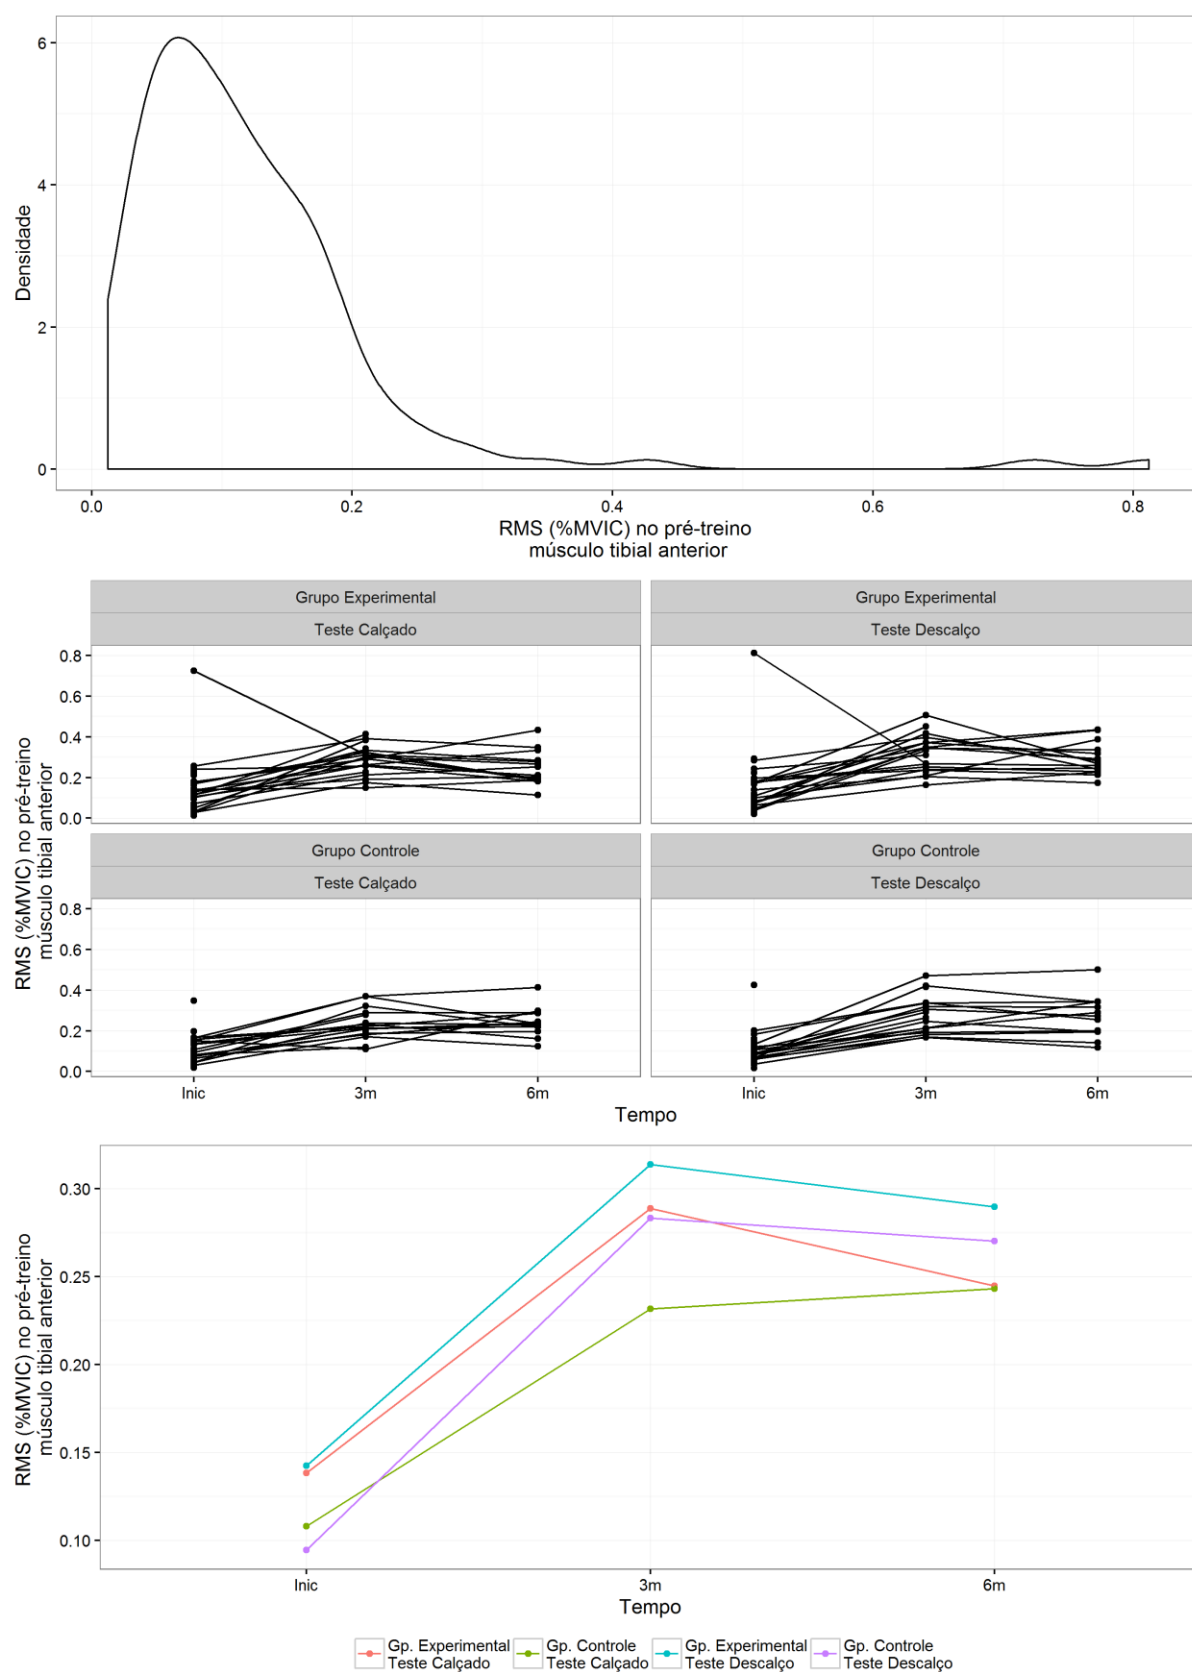 Densidade
6
4
2
0
0.0 0.2 0.4 0.6 0.8
RMS (%MVIC) no pré-treino
músculo tibial anterior
Grupo Experimental Grupo Experimental
Teste Calçado Teste Descalço
0.8
0.6
0.4
0.2
0.0
RMS (%MVIC) no pré-treino
músculo tibial anterior
Grupo Controle Grupo Controle
Teste Calçado Teste Descalço
0.8
0.6
0.4
0.2
0.0
Inic 3m 6m Inic 3m 6m
Tempo
RMS (%MVIC) no pré-treino
músculo tibial anterior
0.30
0.25
0.20
0.15
0.10
Inic 3m 6m
Tempo
Gp. Experimental
Teste Calçado
Gp. Controle
Teste Calçado
Gp. Experimental
Teste Descalço
Gp. Controle
Teste Descalço